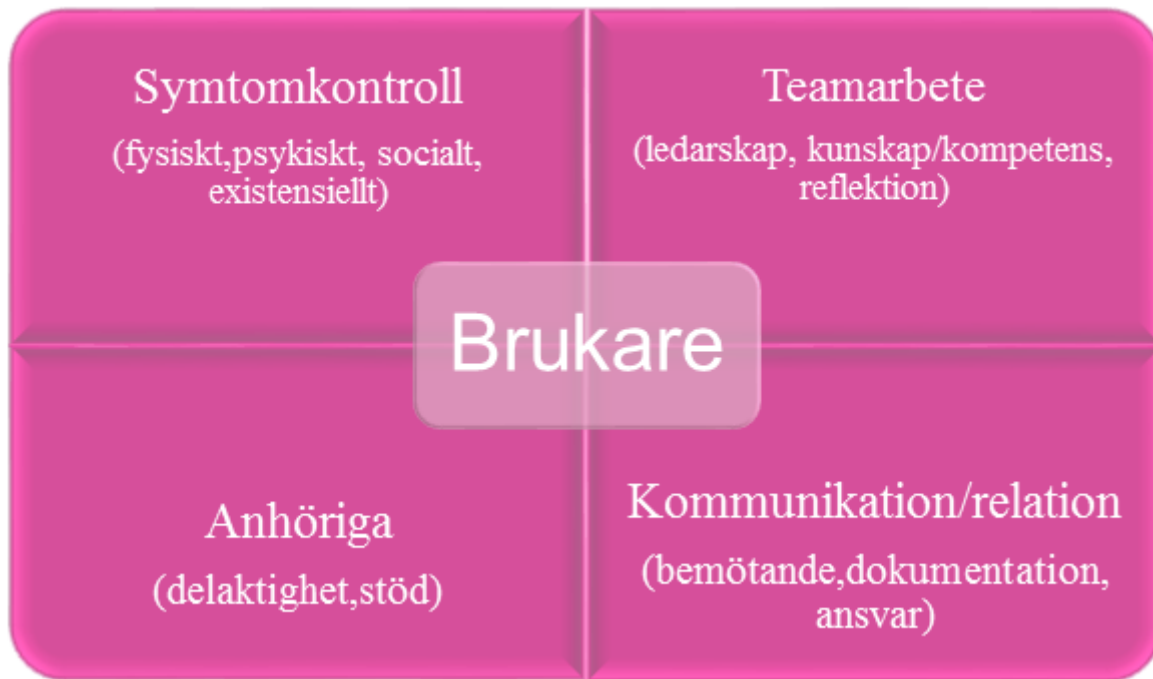 Symtomkontroll
(fysiskt,psykiskt, socialt,
existensiellt)
Teamarbete
(ledarskap, kunskap/kompetens,
reflektion)
Brukare
Anhöriga
(delaktighet,stöd)
Kommunikation/relation
(bemötande,dokumentation,
ansvar)